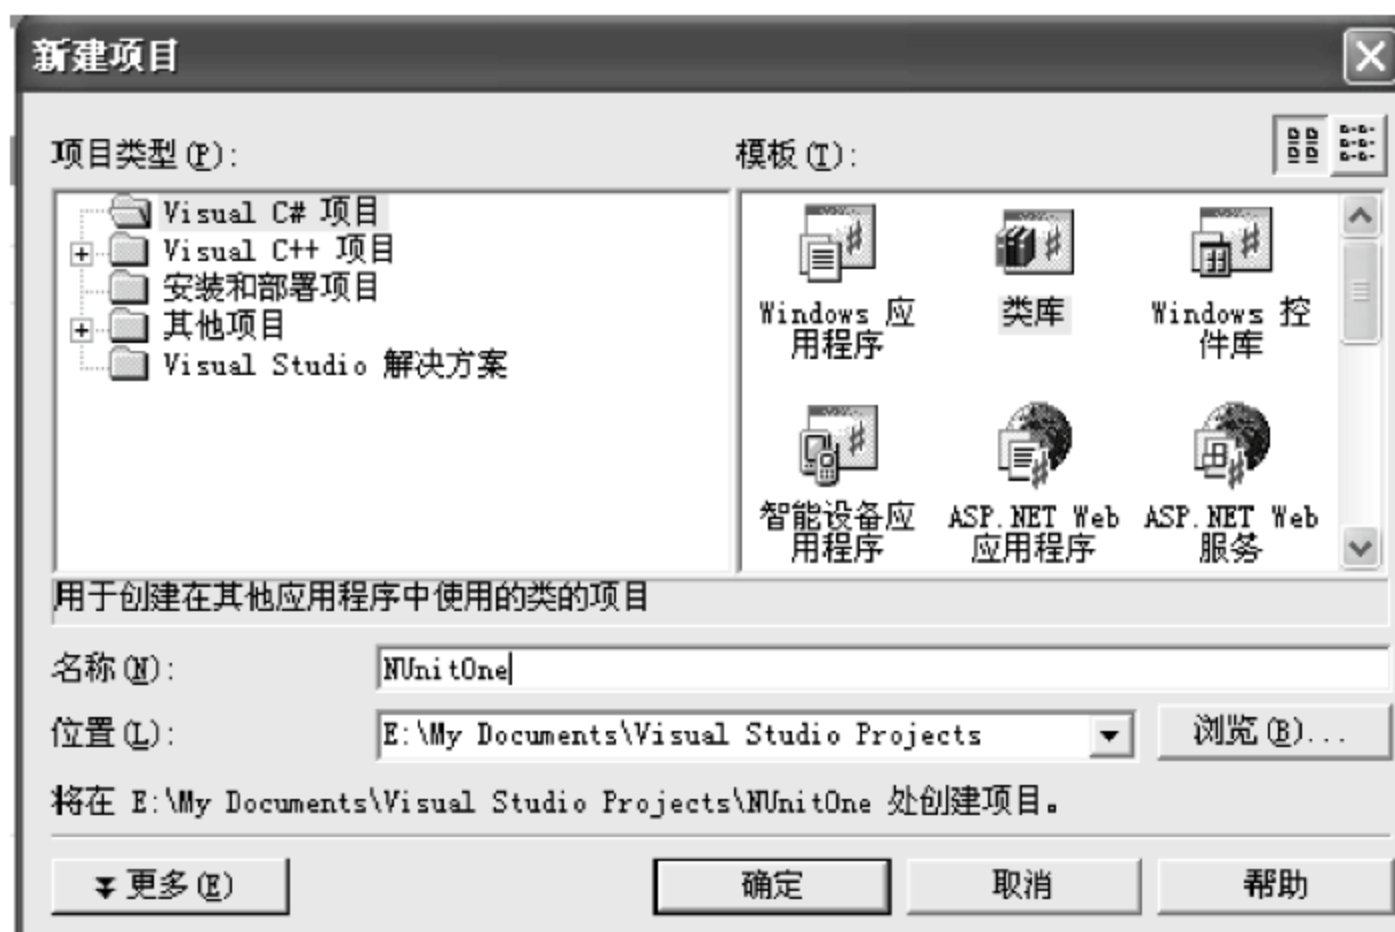 新建项目
项目类型(P):
模板(T):
Visual C# 项目
Visual C++ 项目
安装和部署项目
其他项目
Visual Studio 解决方案
Windows 应
用程序
类库
Windows 控
件库
智能设备应
用程序
ASP.NET Web
应用程序
ASP.NET Web
服务
用于创建在其他应用程序中使用的类的项目
名称(N):
NUnitOne
位置(L):
E:\My Documents\Visual Studio Projects
浏览(B)...
将在 E:\My Documents\Visual Studio Projects\NUnitOne 处创建项目。
更多(E)
确定
取消
帮助